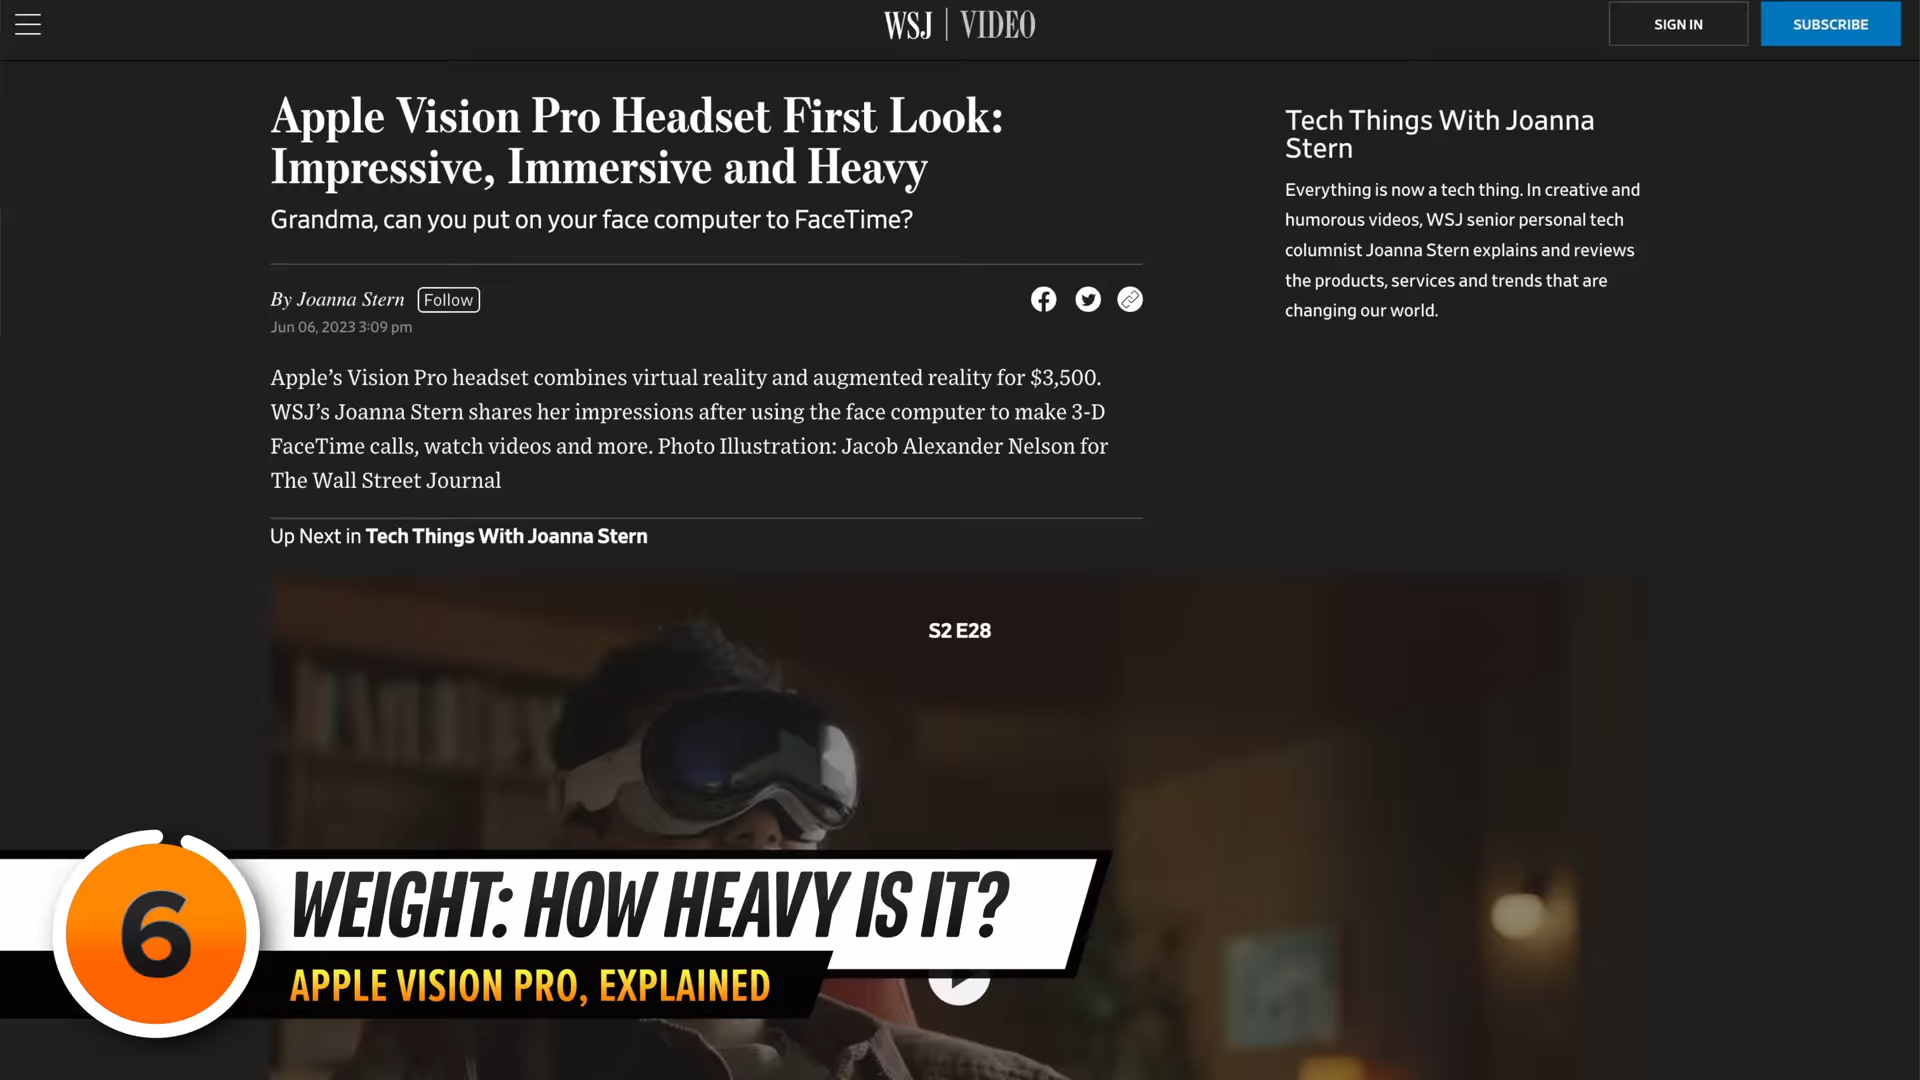 WSJ | VIDEO
SIGN IN
SUBSCRIBE
Apple Vision Pro Headset First Look:
Impressive, Immersive and Heavy
Grandma, can you put on your face computer to FaceTime?
By Joanna Stern Follow
Jun 06, 2023 3:09 pm
Apple’s Vision Pro headset combines virtual reality and augmented reality for $3,500.
WSJ’s Joanna Stern shares her impressions after using the face computer to make 3-D
FaceTime calls, watch videos and more. Photo Illustration: Jacob Alexander Nelson for
The Wall Street Journal
Up Next in Tech Things With Joanna Stern
Tech Things With Joanna
Stern
Everything is now a tech thing. In creative and
humorous videos, WSJ senior personal tech
columnist Joanna Stern explains and reviews
the products, services and trends that are
changing our world.
S2 E28
6
WEIGHT: HOW HEAVY IS IT?
APPLE VISION PRO, EXPLAINED